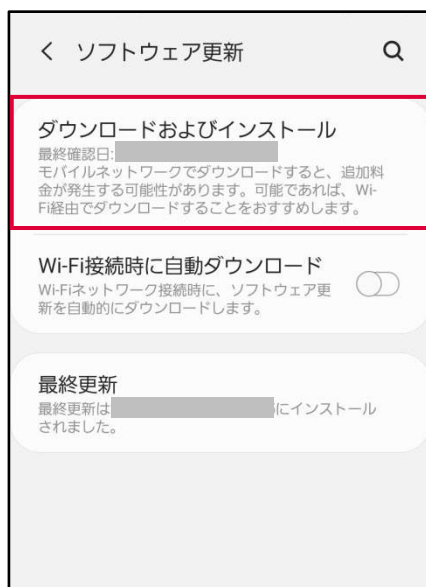 ソフトウェア更新
ダウンロードおよびインストール
最終確認日:
モバイルネットワークでダウンロードすると、追加料
金が発生する可能性があります。可能であれば、Wi-
Fi経由でダウンロードすることをおすすめします。
Wi-Fi接続時に自動ダウンロード
Wi-Fiネットワーク接続時に、ソフトウェア更
新を自動的にダウンロードします。
最終更新
最終更新は にインストール
されました。